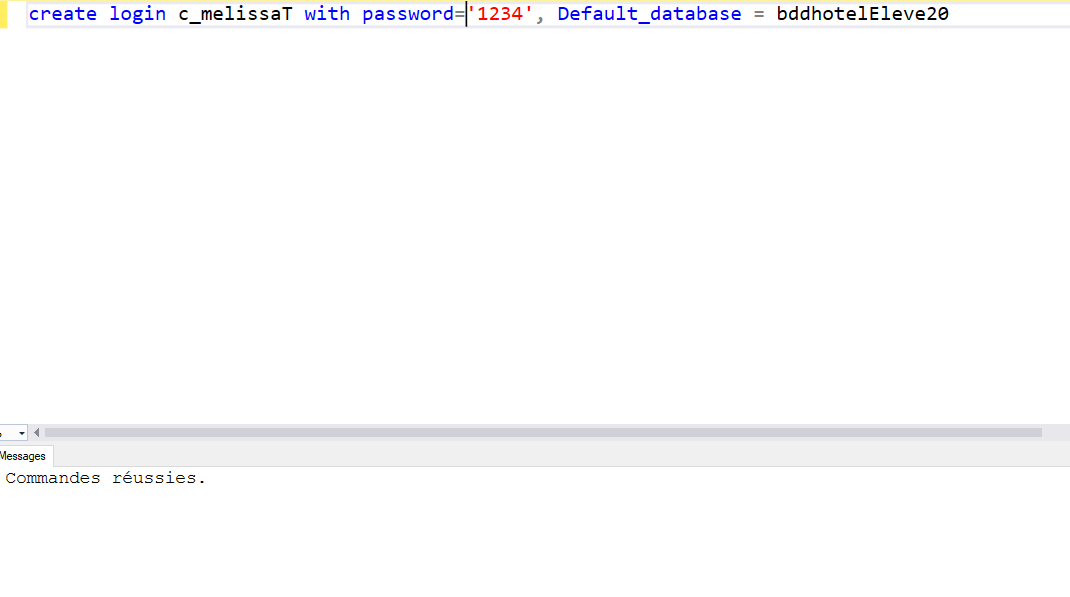 create login c_melissaT with password='1234', Default_database = bddhotelEleve20
Messages
Commandes réussies.